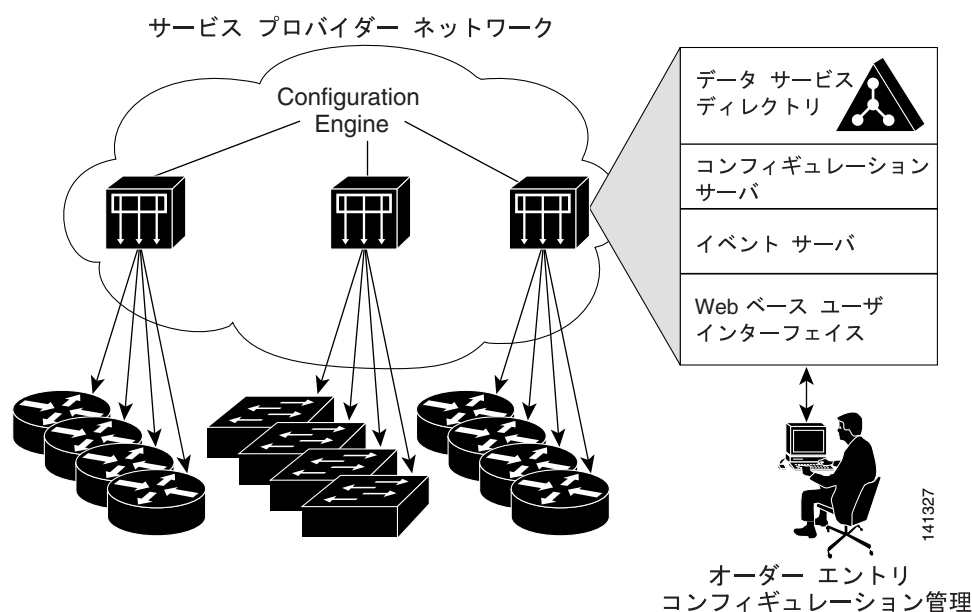 サービス プロバイダー ネットワーク
Configuration
Engine
データ サービス
ディレクトリ
コンフィギュレーション
サーバ
イベント サーバ
Web ベース ユーザ
インターフェイス
141327
オーダー エントリ
コンフィギュレーション管理